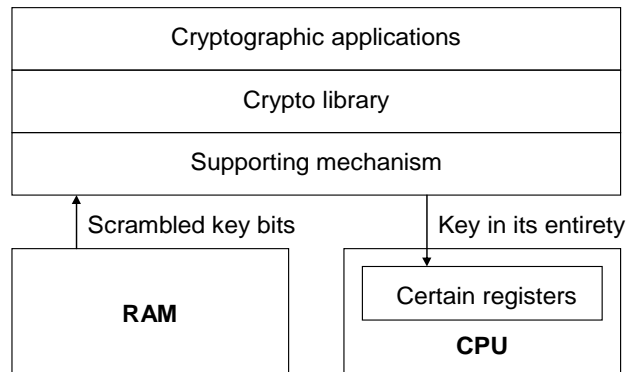 Cryptographic applications
Crypto library
Supporting mechanism
Scrambled key bits
Key in its entirety
RAM
Certain registers
CPU